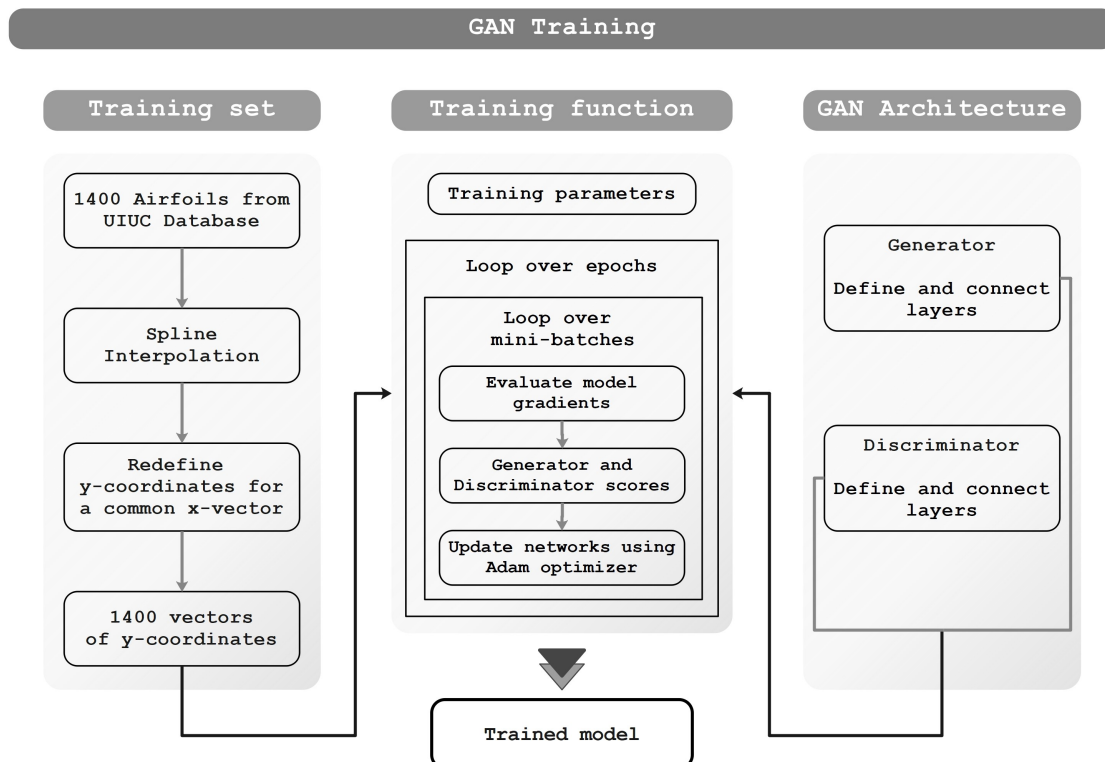 GAN Training
Training set
1400 Airfoils from
UIUC Database
Spline
Interpolation
Redefine
y-coordinates for
a common x-vector
1400 vectors
of y-coordinates
Training function
Training parameters
Loop over epochs
Loop over
mini-batches
Evaluate model
gradients
Generator and
Discriminator scores
Update networks using
Adam optimizer
Trained model
GAN Architecture
Generator
Define and connect
layers
Discriminator
Define and connect
layers